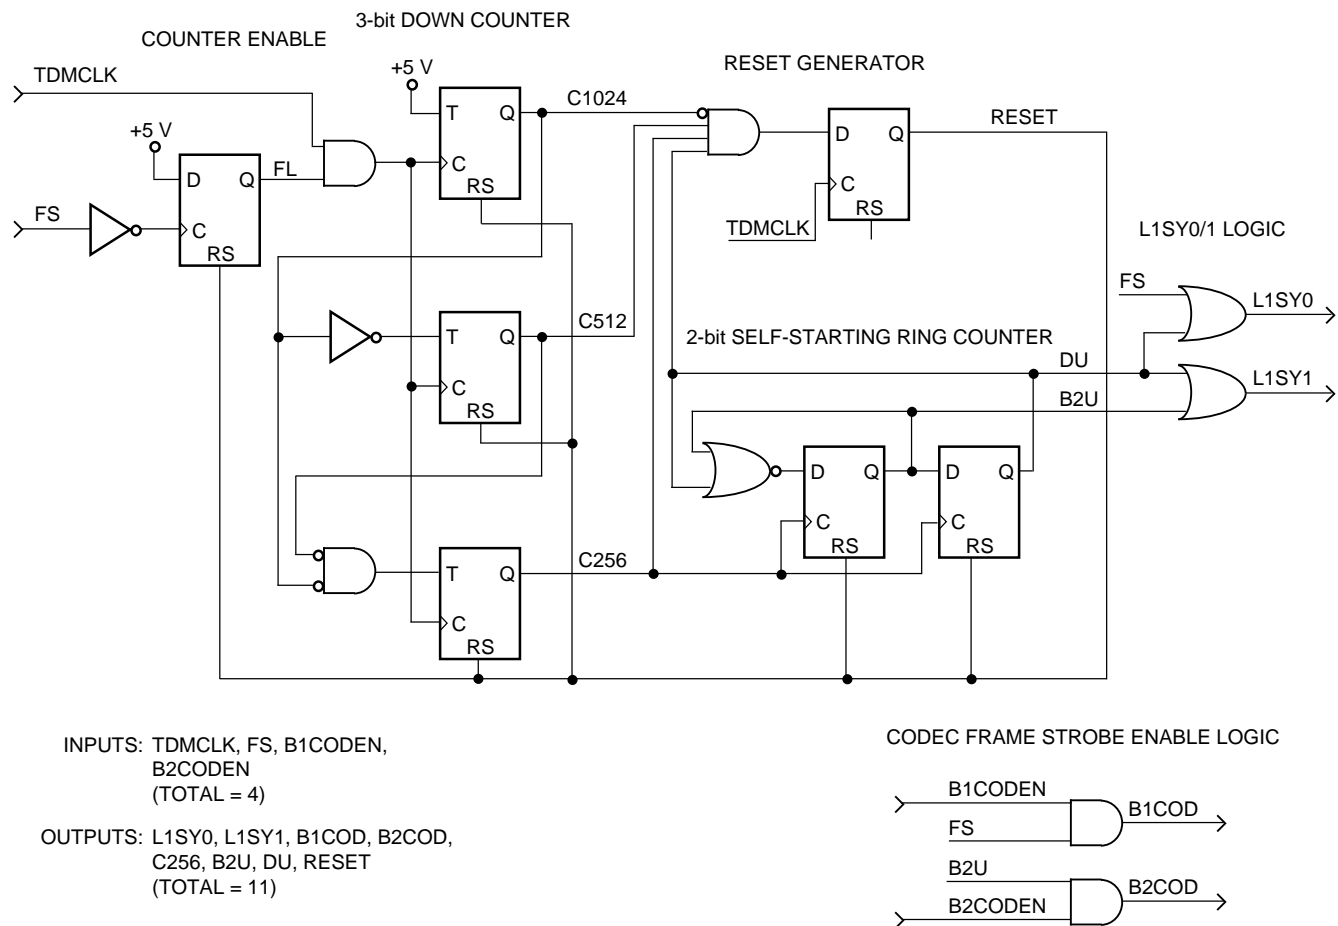 3-bit DOWN COUNTER
COUNTER ENABLE
TDMCLK
+5 V
D
Q
FL
C
RS
FS
+5 V
T
Q
C
RS
C1024
RESET GENERATOR
D
Q
C
RS
TDMCLK
RESET
L1SY0/1 LOGIC
FS
L1SY0
L1SY1
T
Q
C
RS
C512
2-bit SELF-STARTING RING COUNTER
DU
B2U
D
Q
C
RS
D
Q
C
RS
T
Q
C
RS
C256
INPUTS: TDMCLK, FS, B1CODEN,
B2CODEN
(TOTAL = 4)
OUTPUTS: L1SY0, L1SY1, B1COD, B2COD,
C256, B2U, DU, RESET
(TOTAL = 11)
CODEC FRAME STROBE ENABLE LOGIC
B1CODEN
FS
B1COD
B2U
B2CODEN
B2COD